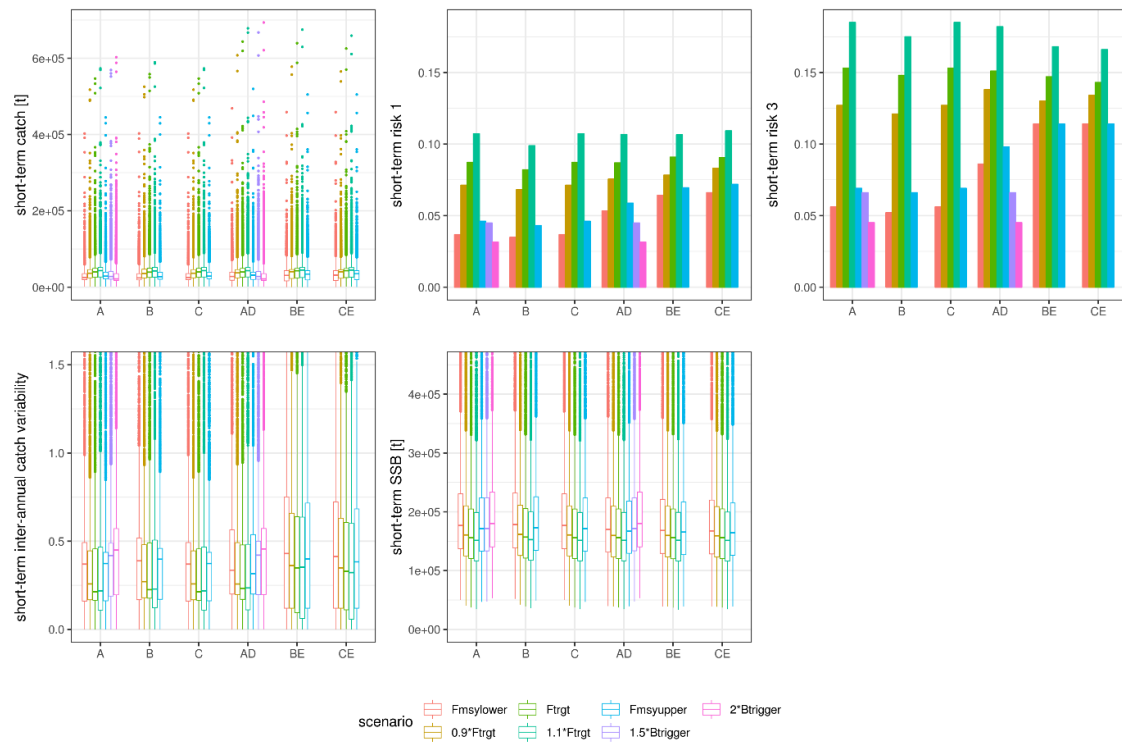 short-term catch [t]
6e+05
4e+05
2e+05
0e+00
A B C AD BE CE
short-term risk 1
0.15
0.10
0.05
0.00
A B C AD BE CE
short-term risk 3
0.15
0.10
0.05
0.00
A B C AD BE CE
short-term inter-annual catch variability
1.5
1.0
0.5
0.0
A B C AD BE CE
short-term SSB [t]
4e+05
3e+05
2e+05
1e+05
0e+00
A B C AD BE CE
scenario
Fmsylower Ftrgt Fmsyupper 2*Btrigger
0.9*Ftrgt 1.1*Ftrgt 1.5*Btrigger